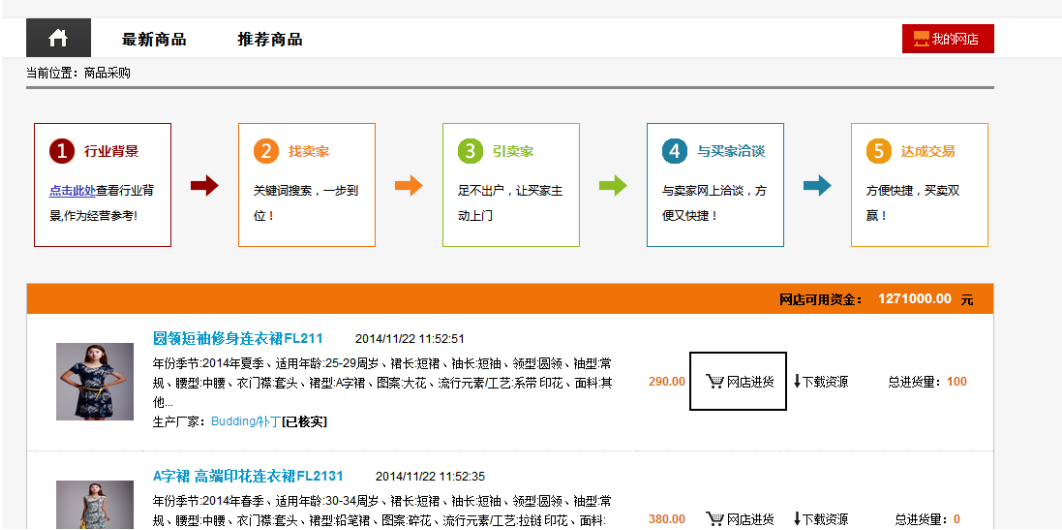 最新商品 推荐商品 我的网店
当前位置：商品采购
1 行业背景
点击此处查看行业背
景,作为经营参考!
2 找卖家
关键词搜索，一步到
位！
3 引卖家
足不出户，让买家主
动上门
4 与买家洽谈
与卖家网上洽谈，方
便又快捷！
5 达成交易
方便快捷，买卖双
赢！
网店可用资金： 1271000.00 元
圆领短袖修身连衣裙FL211 2014/11/22 11:52:51
年份季节:2014年夏季、适用年龄:25-29周岁、裙长:短裙、袖长:短袖、领型:圆领、袖型:常
规、腰型:中腰、衣门襟:套头、裙型:A字裙、图案:大花、流行元素/工艺:系带 印花、面料:其
他...
生产厂家：Budding/补丁[已核实]
290.00 网店进货 下载资源 总进货量：100
A字裙 高端印花连衣裙FL2131 2014/11/22 11:52:35
年份季节:2014年春季、适用年龄:30-34周岁、裙长:短裙、袖长:短袖、领型:圆领、袖型:常
规、腰型:中腰、衣门襟:套头、裙型:铅笔裙、图案:碎花、流行元素/工艺:拉链 印花、面料:
380.00 网店进货 下载资源 总进货量：0